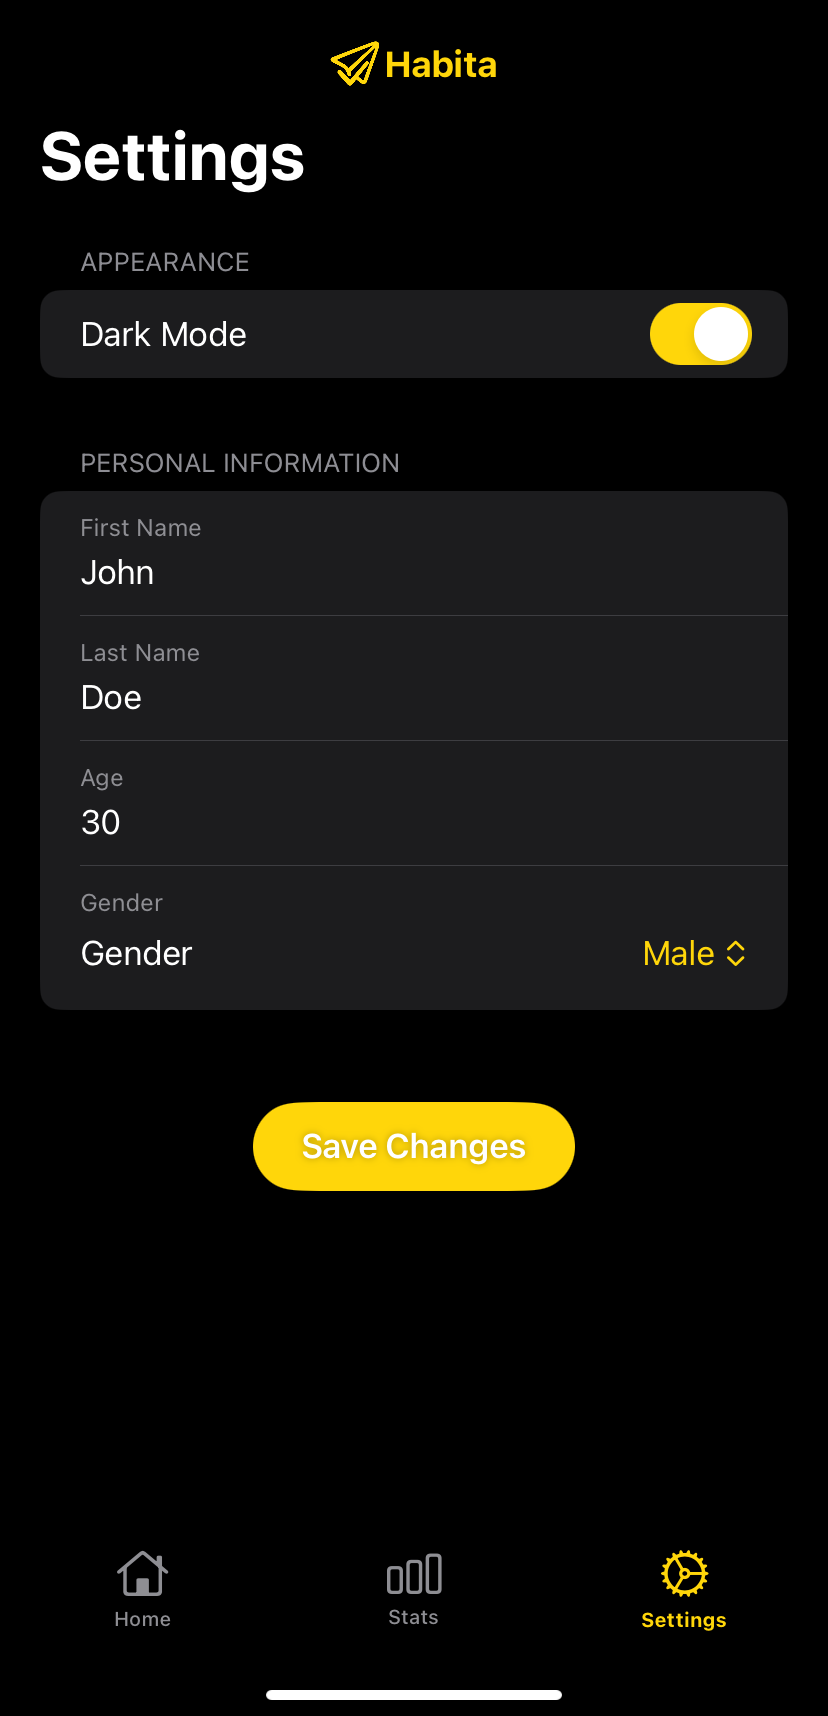 Habita
Settings
APPEARANCE
Dark Mode
PERSONAL INFORMATION
First Name
John
Last Name
Doe
Age
30
Gender
Gender Male
Save Changes
Home Stats Settings